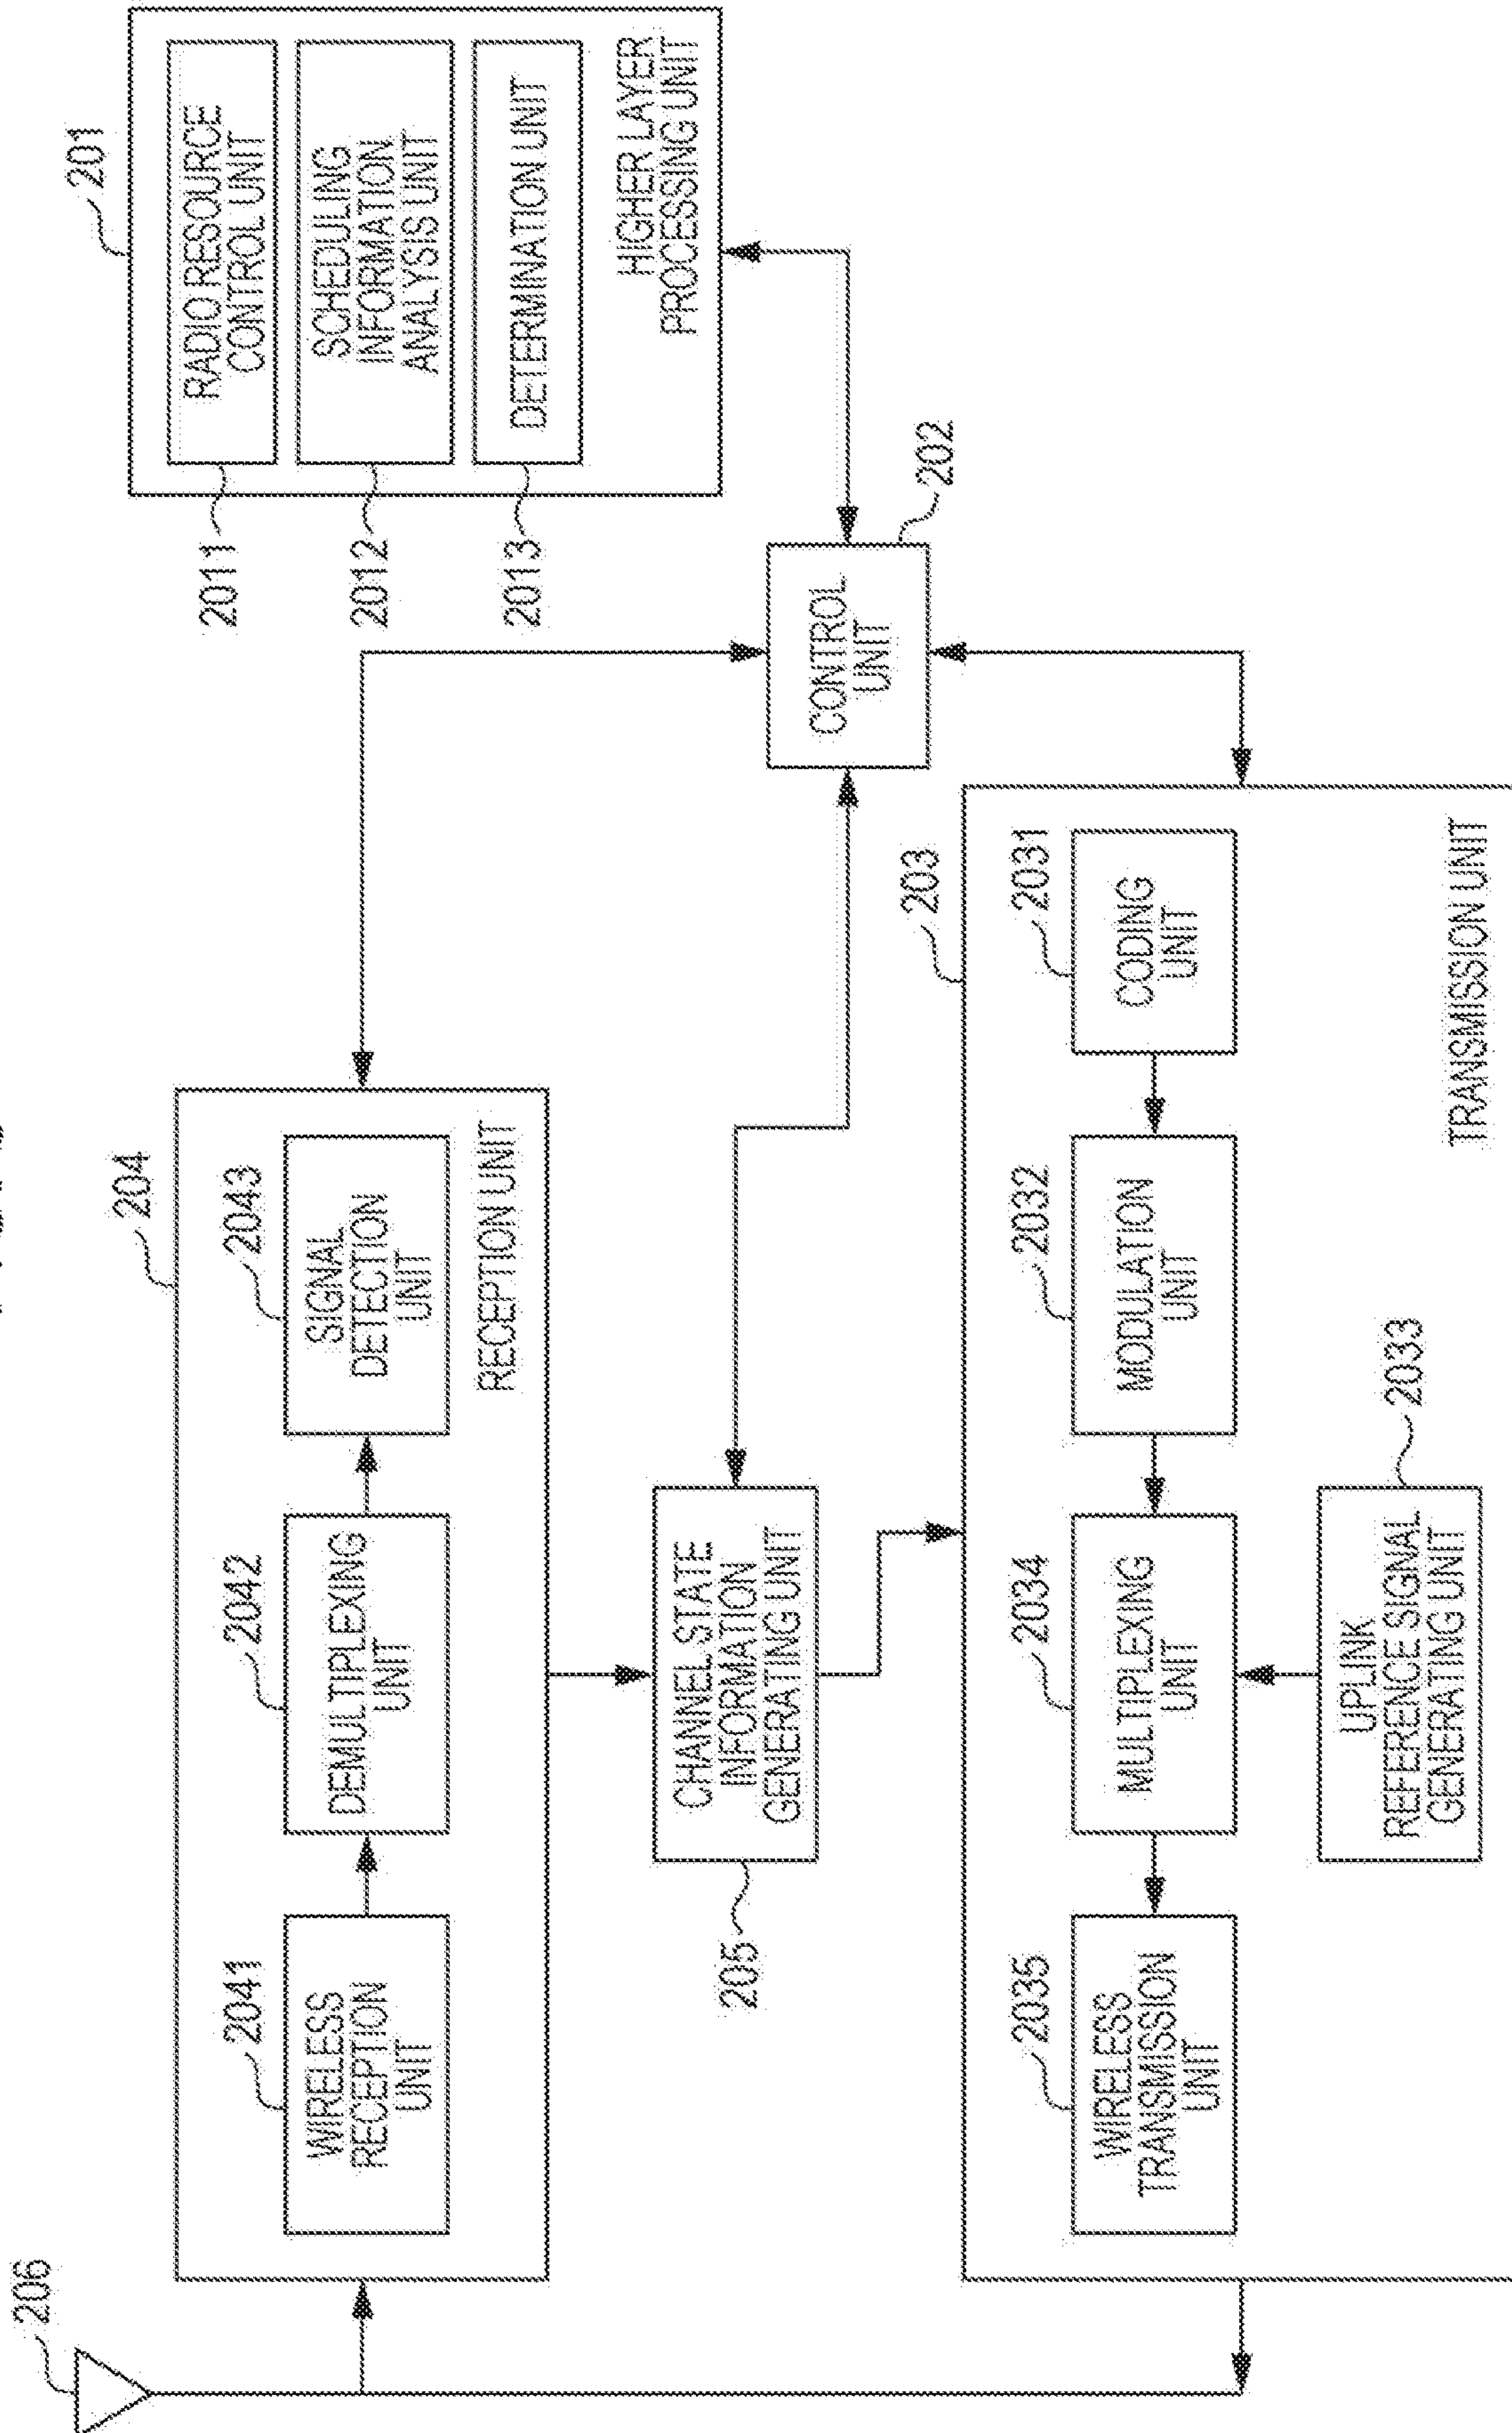 206
204
2041
WIRELESS
RECEPTION
UNIT
2042
DEMULTIPLEXING
UNIT
2043
SIGNAL
DETECTION
UNIT
RECEPTION UNIT
201
2011
RADIO RESOURCE
CONTROL UNIT
2012
SCHEDULING
INFORMATION
ANALYSIS UNIT
2013
DETERMINATION UNIT
HIGHER LAYER
PROCESSING UNIT
205
CHANNEL STATE
INFORMATION
GENERATING UNIT
CONTROL
UNIT
202
203
2035
WIRELESS
TRANSMISSION
UNIT
2034
MULTIPLEXING
UNIT
2032
MODULATION
UNIT
2031
CODING
UNIT
UPLINK
REFERENCE SIGNAL
GENERATING UNIT
2033
TRANSMISSION UNIT